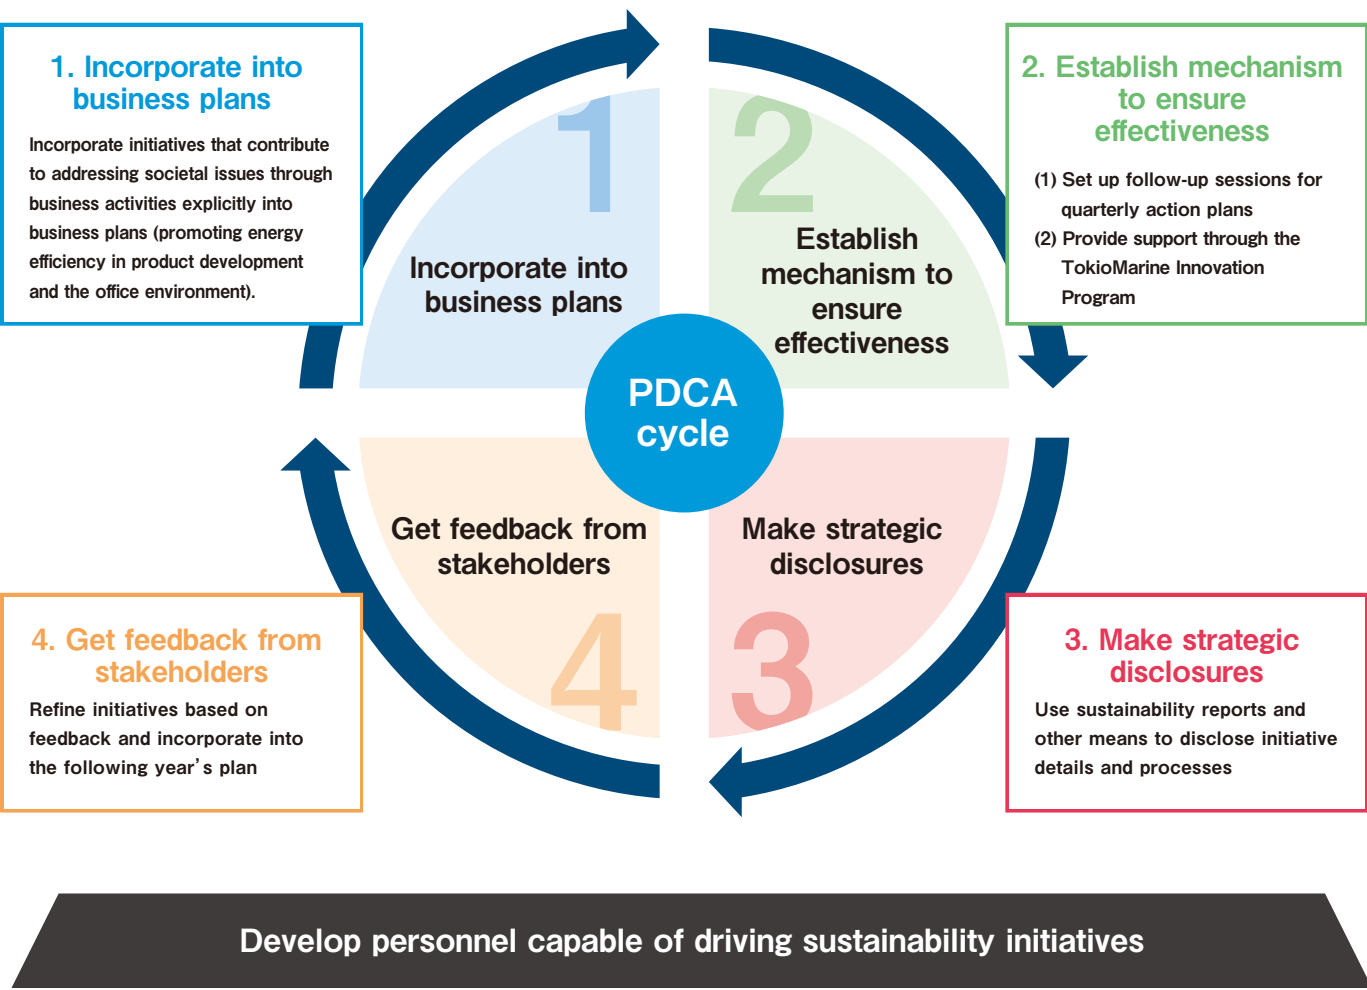 1. Incorporate into
business plans
Incorporate initiatives that contribute
to addressing societal issues through
business activities explicitly into
business plans (promoting energy
efficiency in product development
and the office environment).
1
Incorporate into
business plans
2
Establish
mechanism to
ensure
effectiveness
2. Establish mechanism
to ensure
effectiveness
(1) Set up follow-up sessions for
quarterly action plans
(2) Provide support through the
TokioMarine Innovation
Program
PDCA
cycle
Get feedback from
stakeholders
4
Make strategic
disclosures
3
4. Get feedback from
stakeholders
Refine initiatives based on
feedback and incorporate into
the following year's plan
3. Make strategic
disclosures
Use sustainability reports and
other means to disclose initiative
details and processes
Develop personnel capable of driving sustainability initiatives